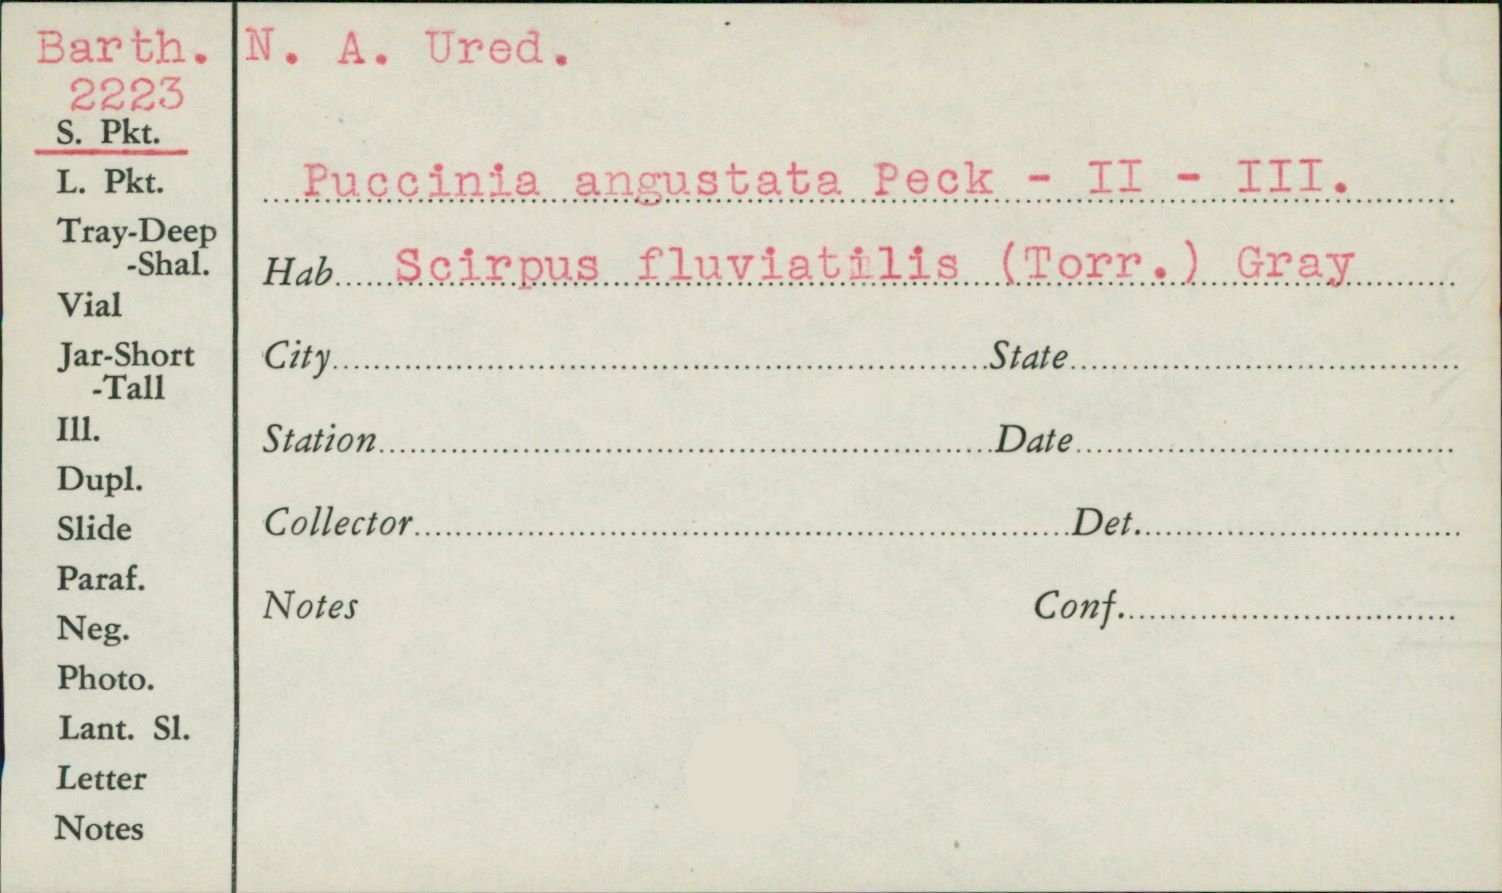 Barth.
2223
S. Pkt.
L. Pkt.
Tray-Deep
-Shal.
Vial
Jar-Short
-Tall
Ill.
Dupl.
Slide
Paraf.
Neg.
Photo.
Lant. Sl.
Letter
Notes
N. A. Ured.
Puccinia angustata Peck - II - III.
Hab. Scirpus fluviatilis (Torr.) Gray
City State
Station Date
Collector Det.
Notes Conf.